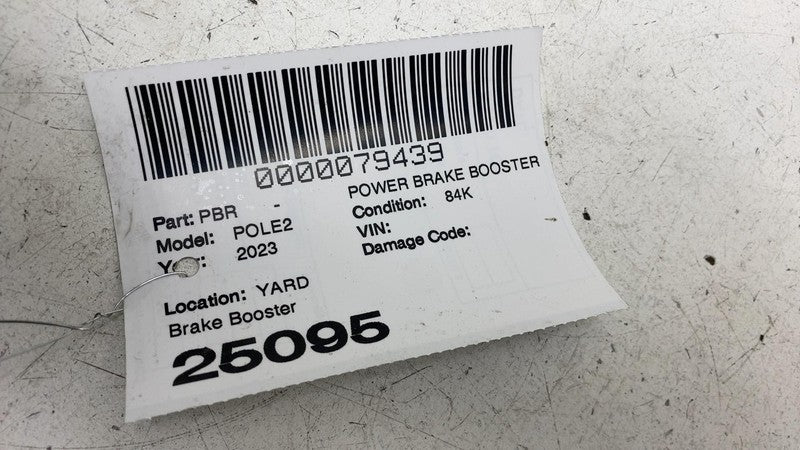 0000079439
Part: PBR - POWER BRAKE BOOSTER
Model: POLE2 Condition: 84K
2023 VIN:
Damage Code:
Location: YARD
Brake Booster
25095